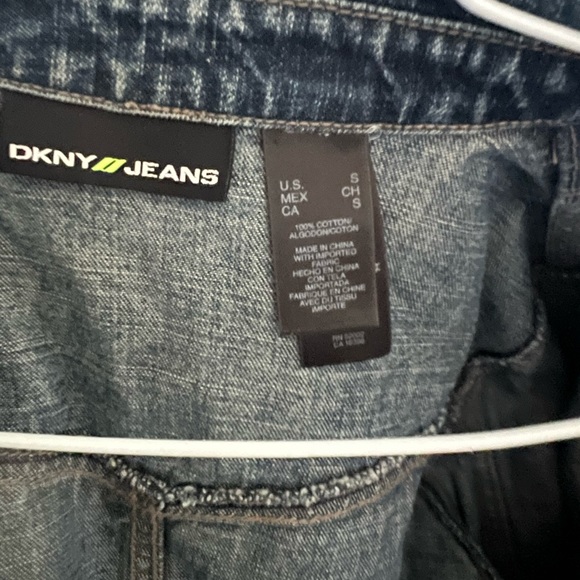 DKNY//JEANS
U.S. S
MEX CH
CA S
100% COTTON/
ALGODON/COTON
MADE IN CHINA
WITH IMPORTED
FABRIC
HECHO EN CHINA
CON TELA
IMPORTADA
FABRIQUE EN CHINE
AVEC DU TISSU
IMPORTE